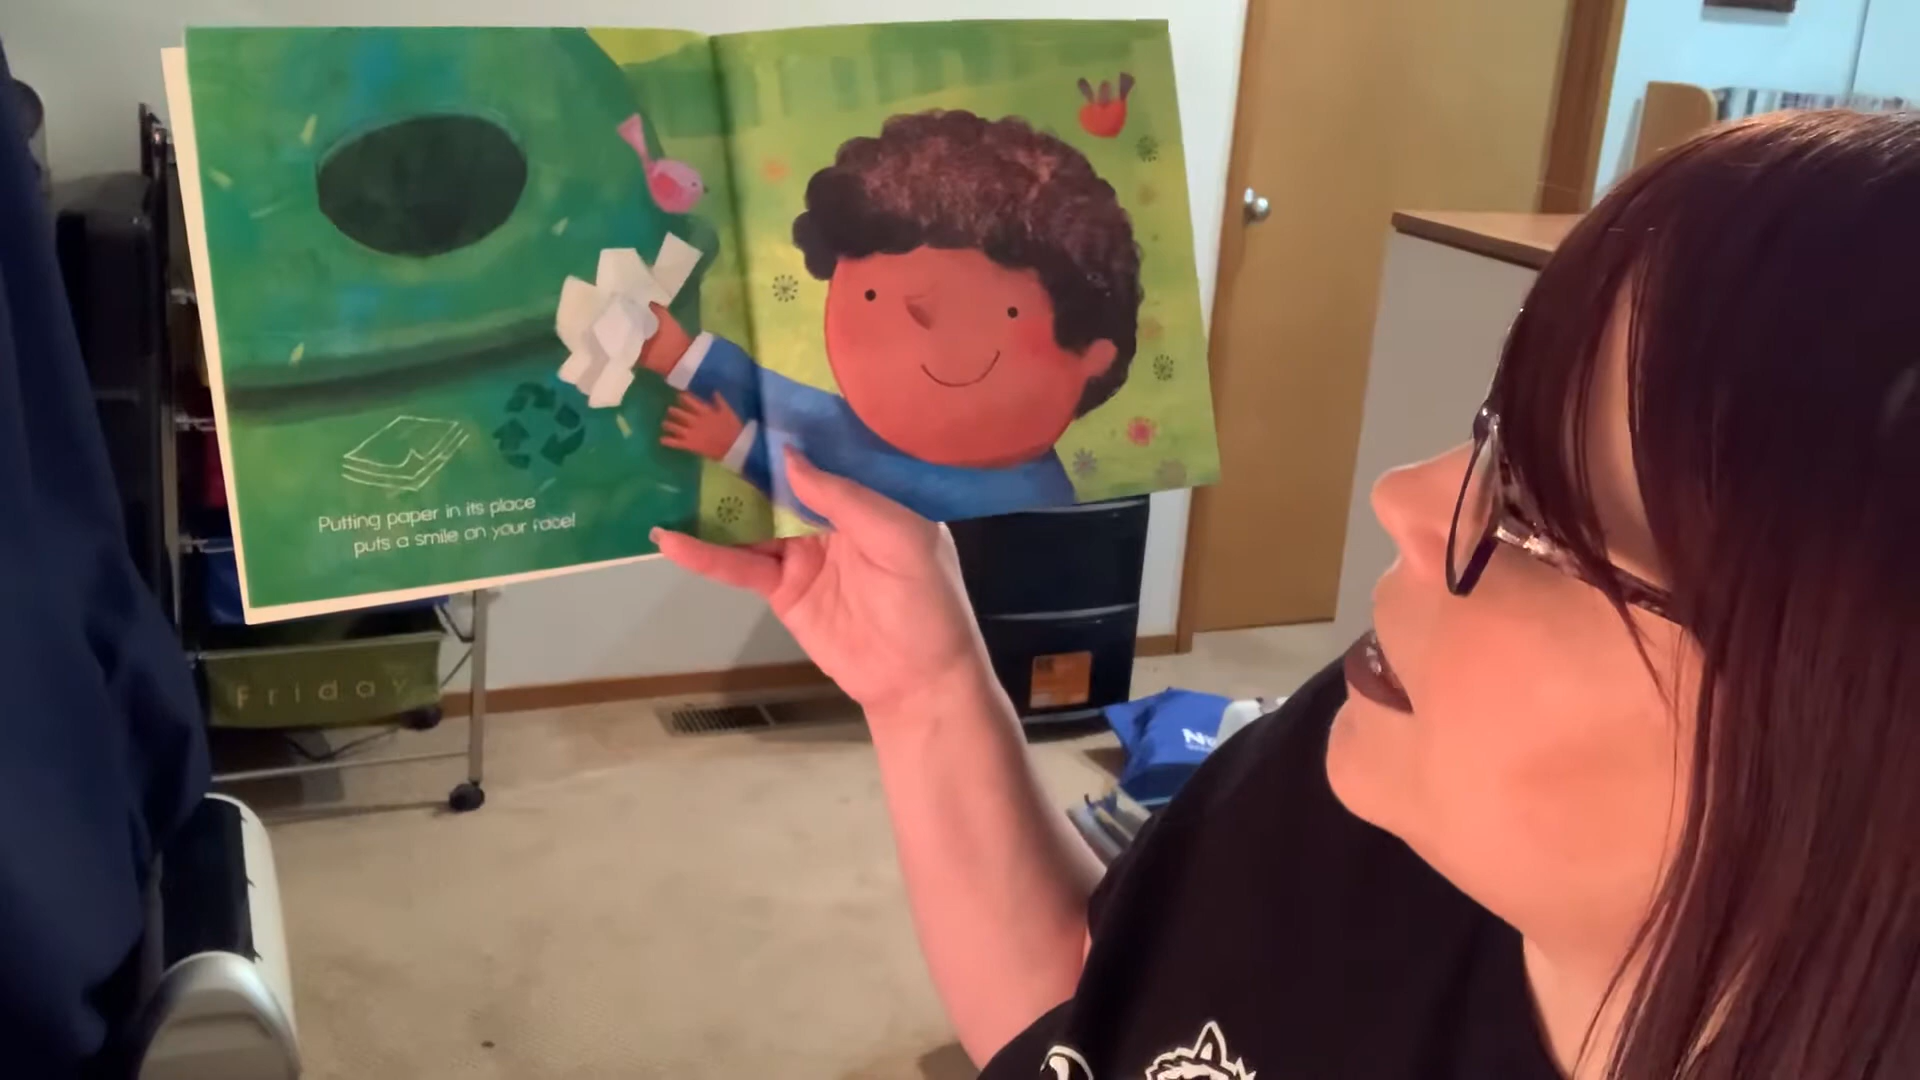 Putting paper in its place
puts a smile on your face!
Friday